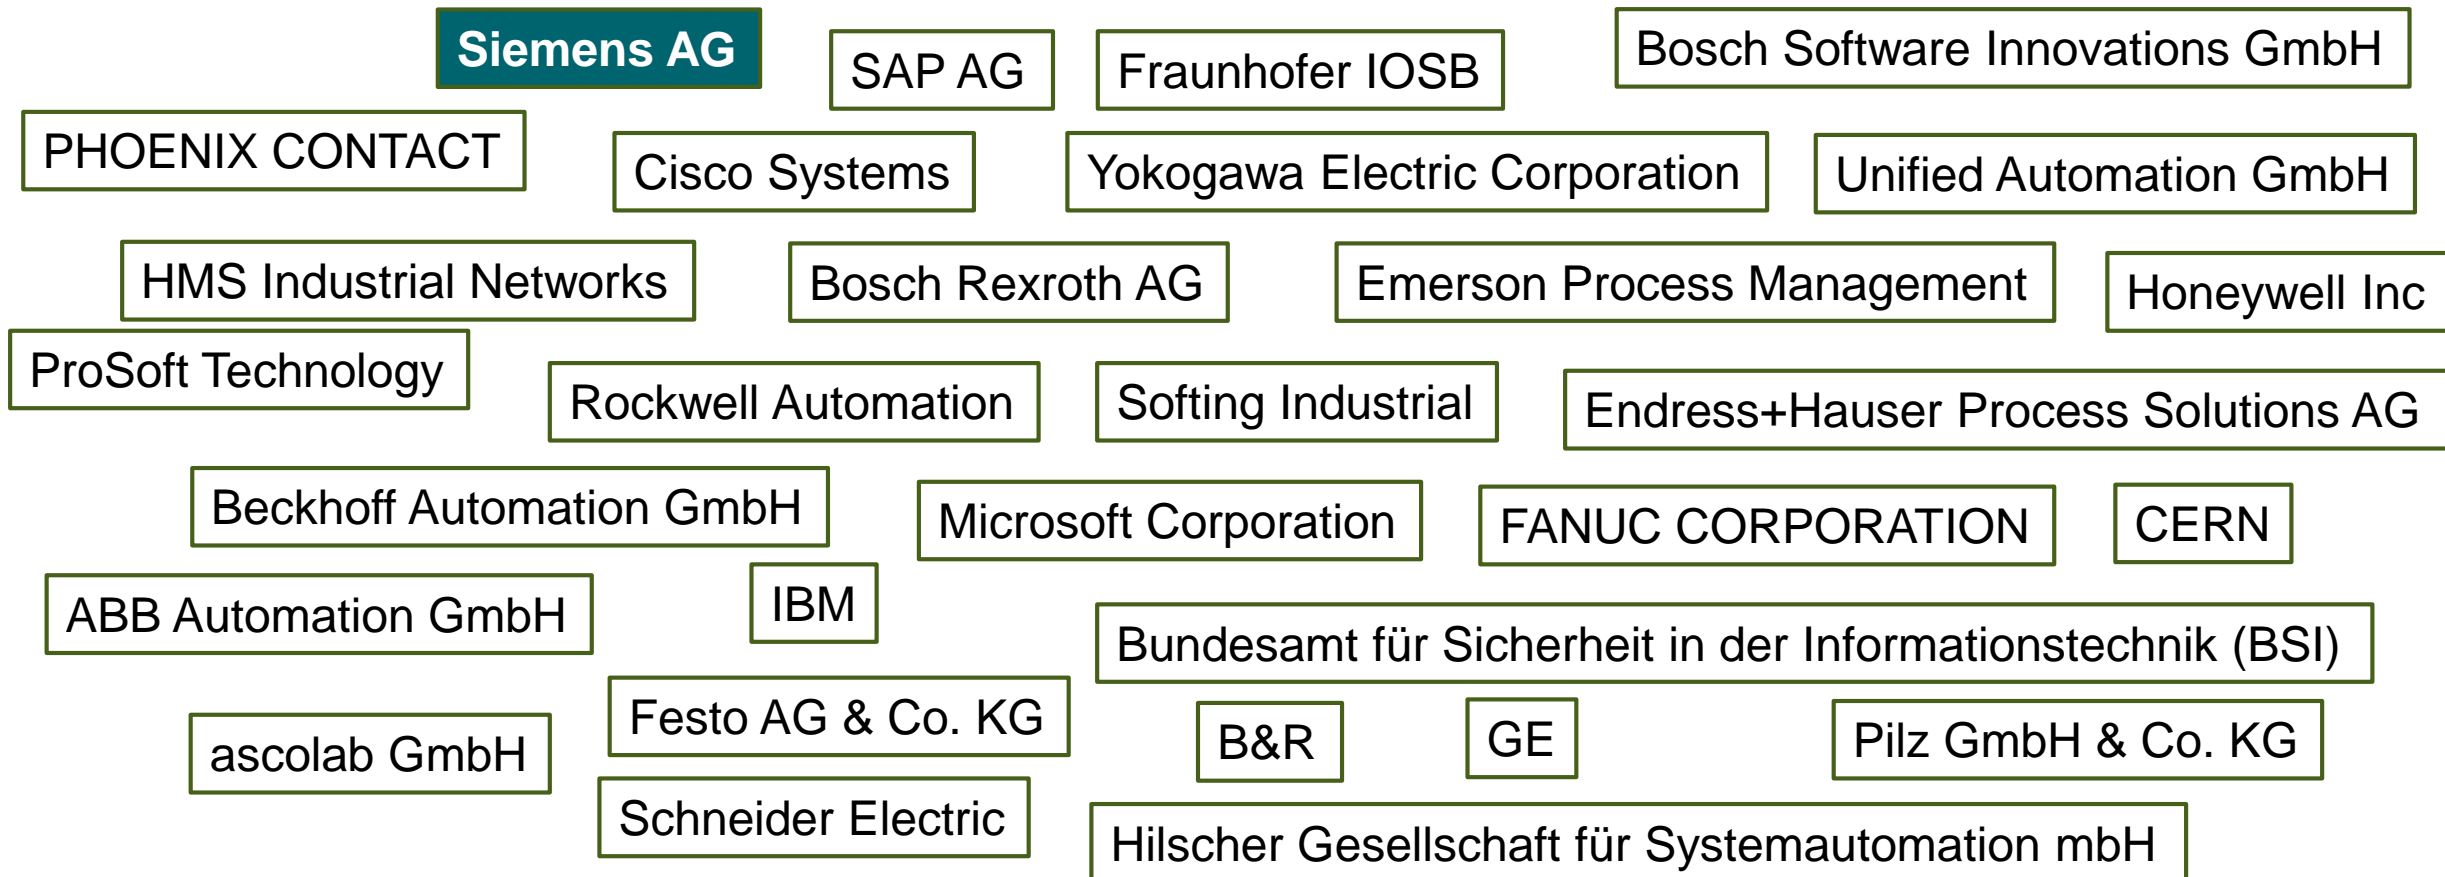 Siemens AG
SAP AG
Fraunhofer IOSB
Bosch Software Innovations GmbH
PHOENIX CONTACT
Cisco Systems
Yokogawa Electric Corporation
Unified Automation GmbH
HMS Industrial Networks
Bosch Rexroth AG
Emerson Process Management
Honeywell Inc
ProSoft Technology
Rockwell Automation
Softing Industrial
Endress+Hauser Process Solutions AG
Beckhoff Automation GmbH
Microsoft Corporation
FANUC CORPORATION
CERN
ABB Automation GmbH
IBM
Bundesamt für Sicherheit in der Informationstechnik (BSI)
Festo AG & Co. KG
ascolab GmbH
B&R
GE
Pilz GmbH & Co. KG
Schneider Electric
Hilscher Gesellschaft für Systemautomation mbH